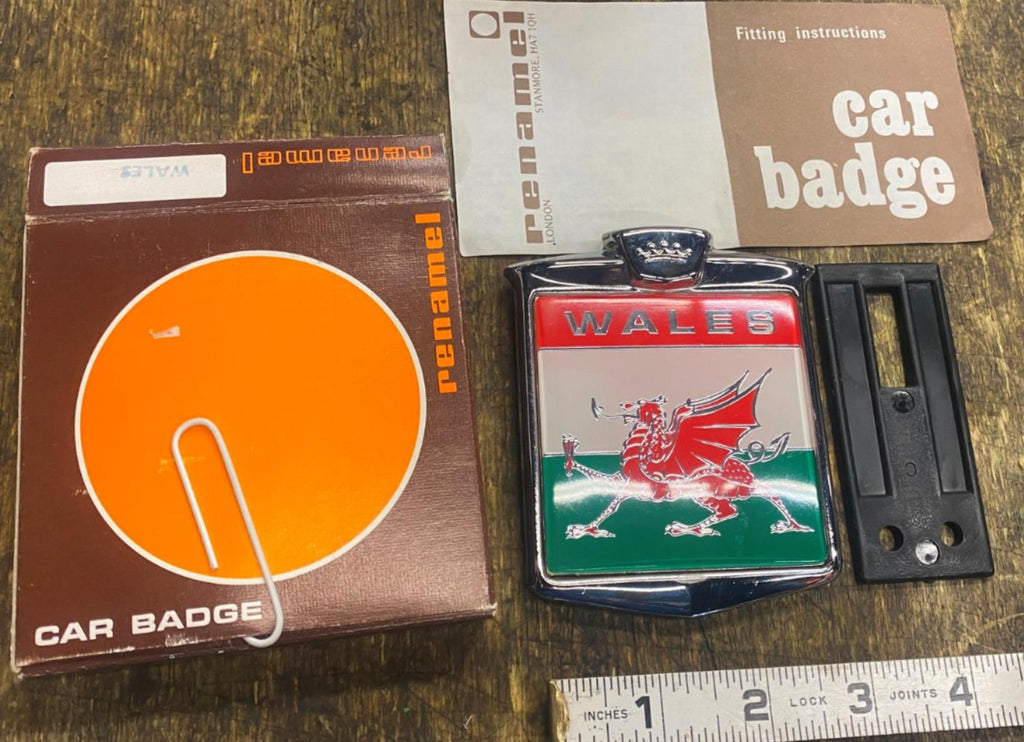 WALES
renamel
renamel
CAR BADGE
renamel
LONDON
STANMORE, HA7 1QH
Fitting instructions
car
badge
WALES
INCHES 1 2 LOCK 3 JOINTS 4